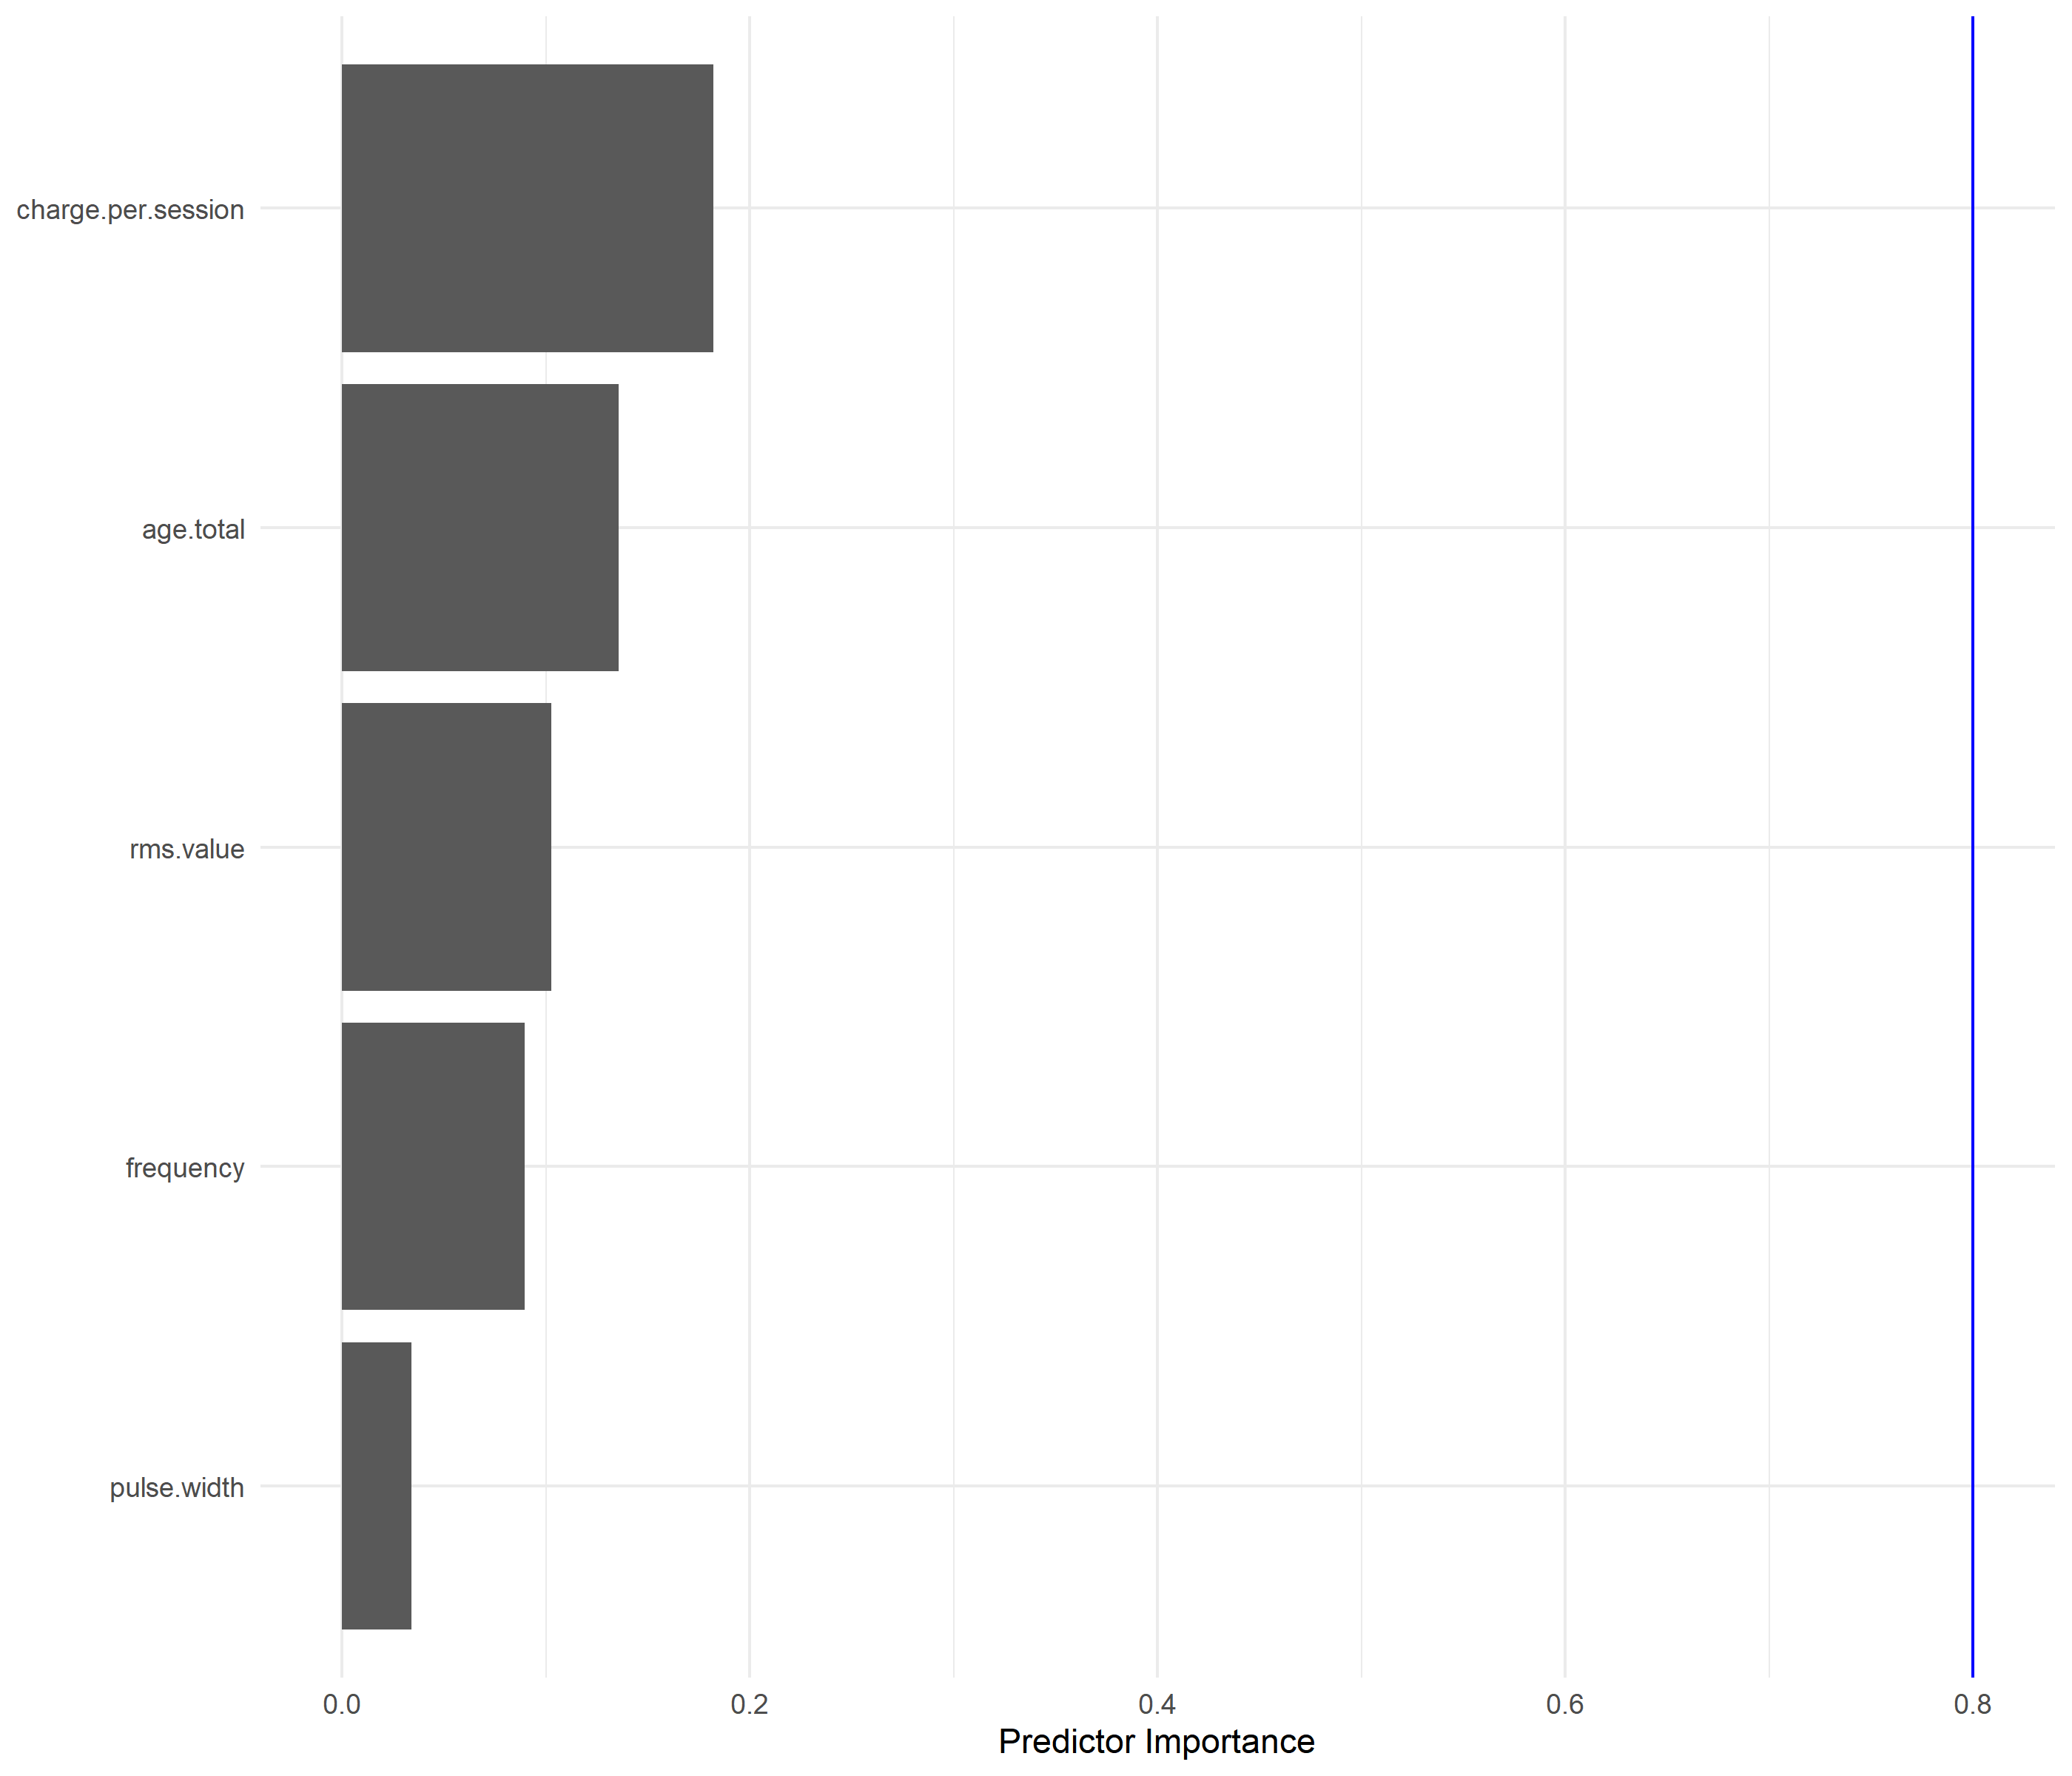 charge.per.session
age.total
rms.value
frequency
pulse.width
0.0 0.2 0.4 0.6 0.8
Predictor Importance